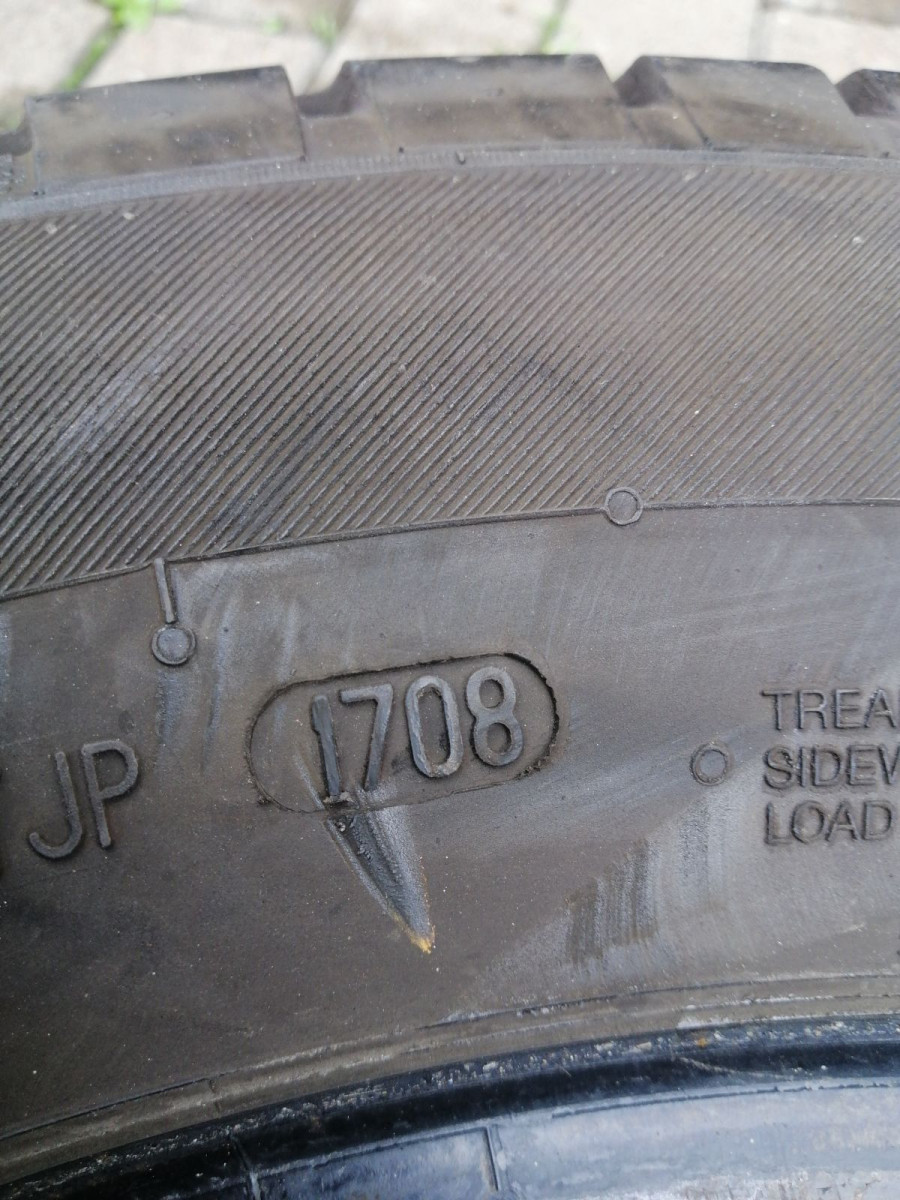 JP 1708
TREA
SIDEW
LOAD